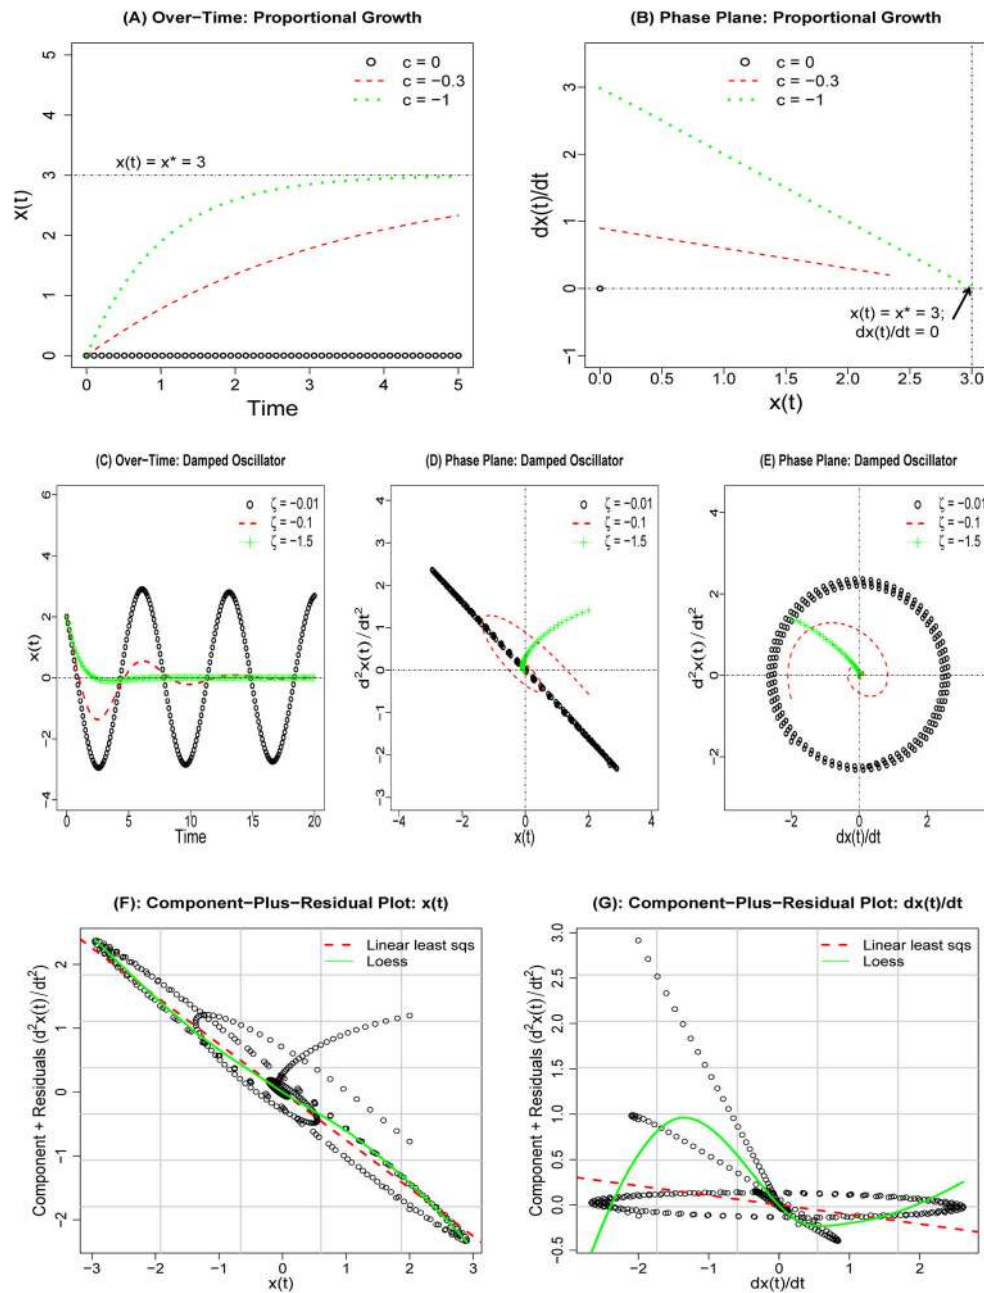 (A) Over−Time: Proportional Growth
x(t)
5
4
3
2
1
0
c = 0
c = −0.3
c = −1
x(t) = x* = 3
0 1 2 3 4 5
Time
(B) Phase Plane: Proportional Growth
dx(t)/dt
3
2
1
0
−1
c = 0
c = −0.3
c = −1
x(t) = x* = 3;
dx(t)/dt = 0
0.0 0.5 1.0 1.5 2.0 2.5 3.0
x(t)
(C) Over−Time: Damped Oscillator
x(t)
6
4
2
0
−2
−4
ζ = −0.01
ζ = −0.1
ζ = −1.5
0 5 10 15 20
Time
(D) Phase Plane: Damped Oscillator
d²x(t)/dt²
4
3
2
1
0
−1
−2
−3
ζ = −0.01
ζ = −0.1
ζ = −1.5
−4 −2 0 2 4
x(t)
(E) Phase Plane: Damped Oscillator
d²x(t)/dt²
4
2
0
−2
ζ = −0.01
ζ = −0.1
ζ = −1.5
−2 0 2 4
dx(t)/dt
(F): Component−Plus−Residual Plot: x(t)
Component + Residuals (d²x(t)/dt²)
2
1
0
−1
−2
Linear least sqs
Loess
−3 −2 −1 0 1 2 3
x(t)
(G): Component−Plus−Residual Plot: dx(t)/dt
Component + Residuals (d²x(t)/dt²)
3.0
2.5
2.0
1.5
1.0
0.5
0.0
−0.5
Linear least sqs
Loess
−2 −1 0 1 2
dx(t)/dt